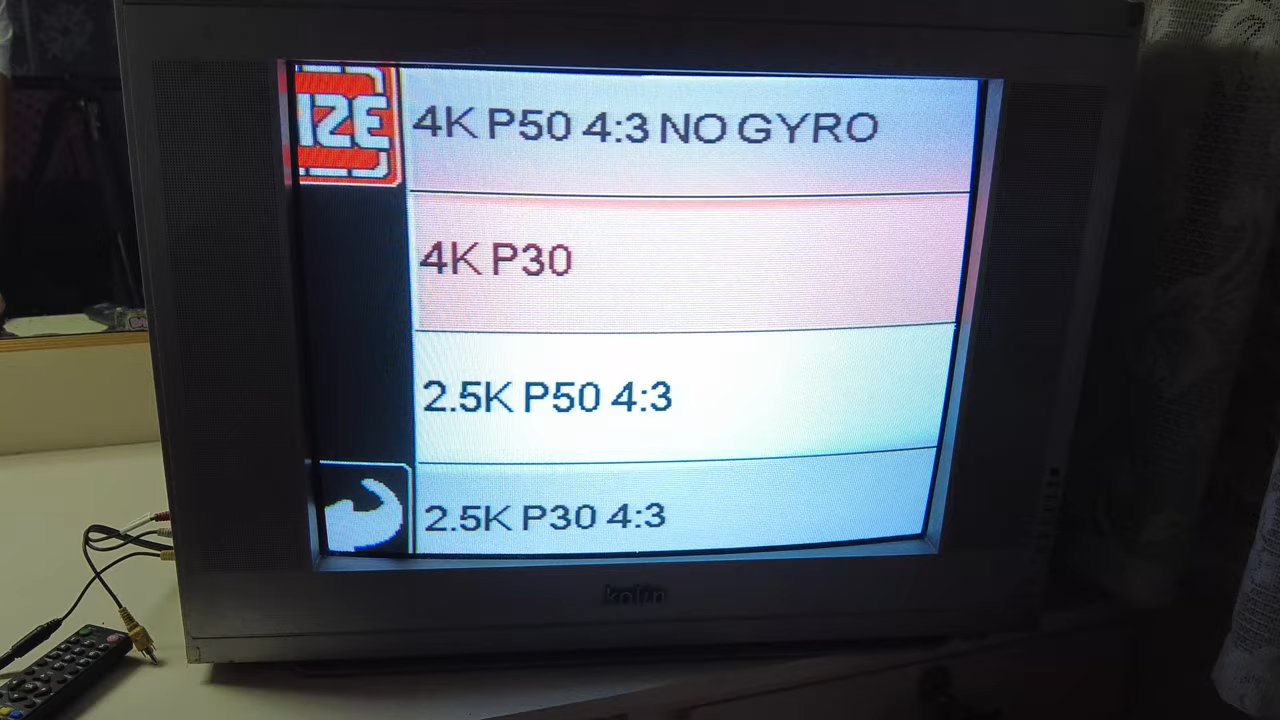 IZE
4K P50 4:3 NO GYRO
4K P30
2.5K P50 4:3
2.5K P30 4:3
kolin